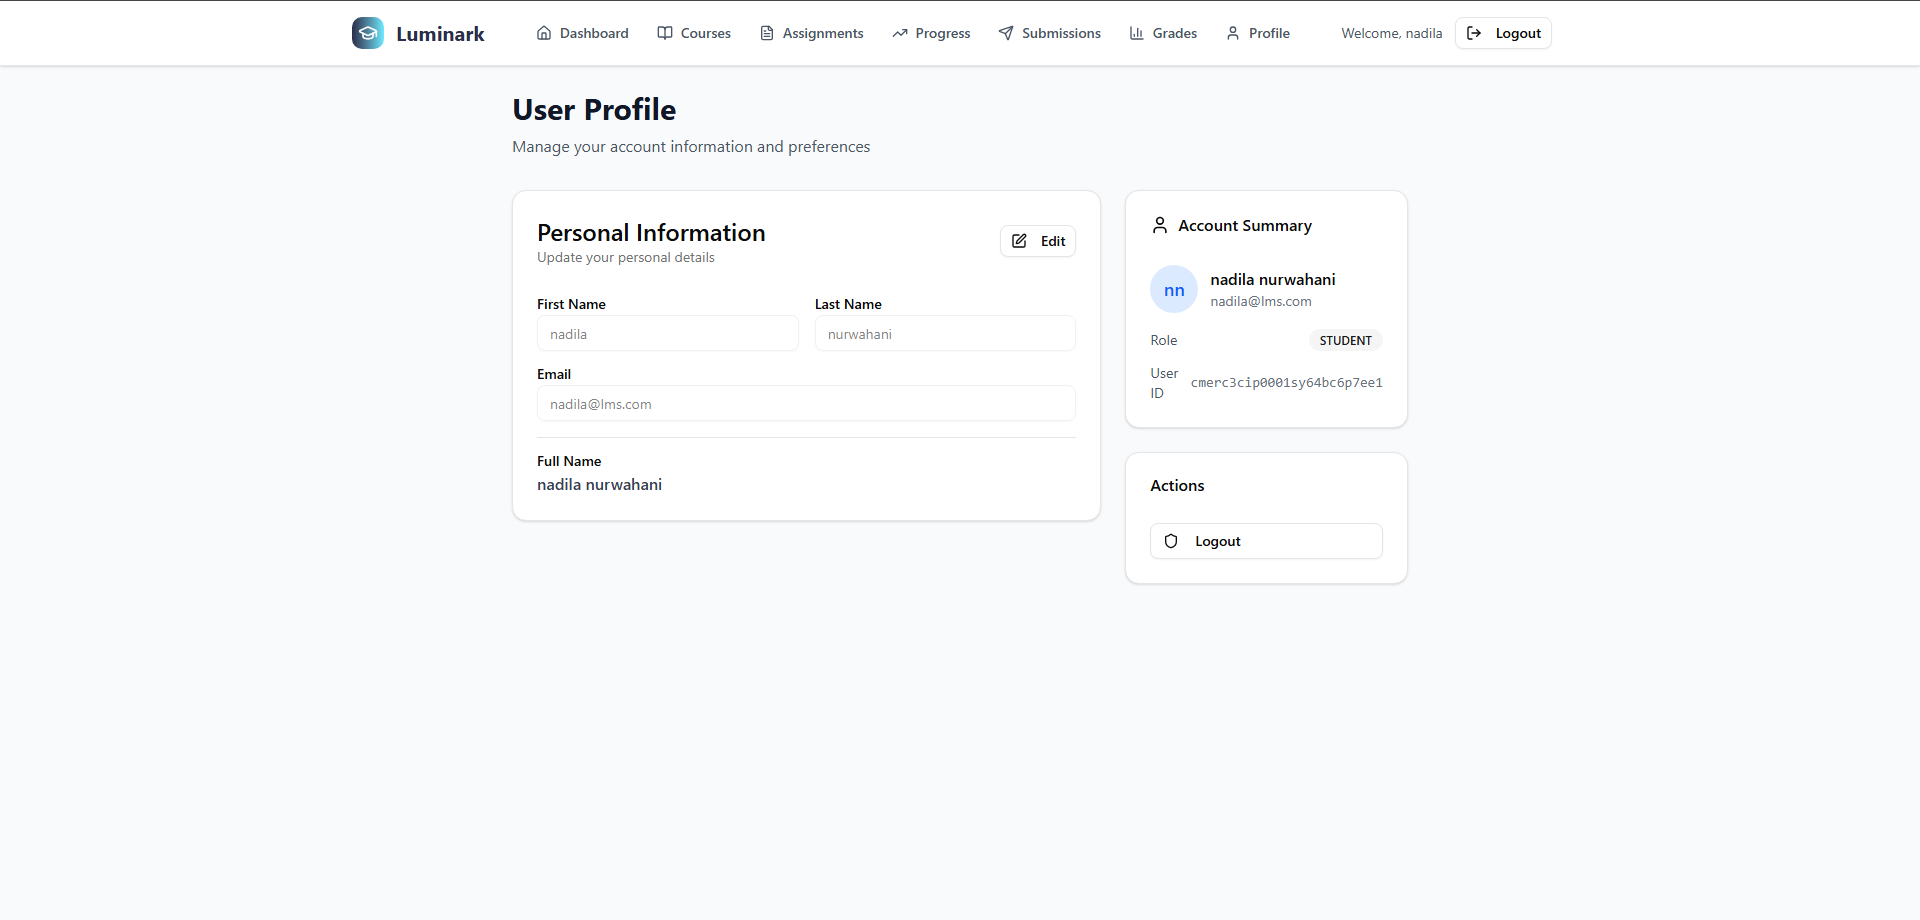 Luminark
Dashboard
Courses
Assignments
Progress
Submissions
Grades
Profile
Welcome, nadila
Logout
User Profile
Manage your account information and preferences
Personal Information
Update your personal details
Edit
First Name
nadila
Last Name
nurwahani
Email
nadila@lms.com
Full Name
nadila nurwahani
Account Summary
nn
nadila nurwahani
nadila@lms.com
Role
STUDENT
User
ID
cmerc3cip0001sy64bc6p7ee1
Actions
Logout